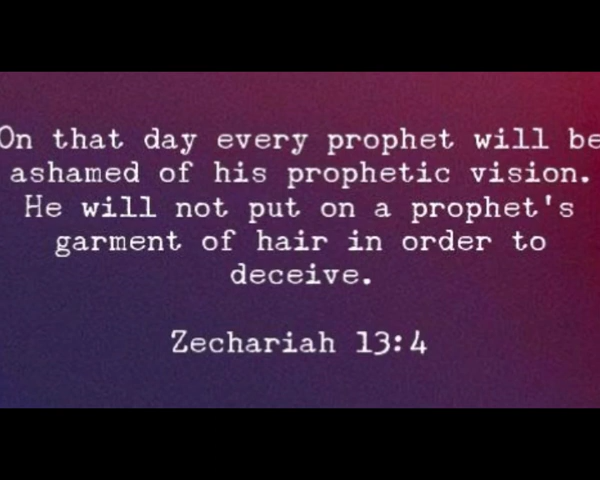 On that day every prophet will be
ashamed of his prophetic vision.
He will not put on a prophet's
garment of hair in order to
deceive.
Zechariah 13:4